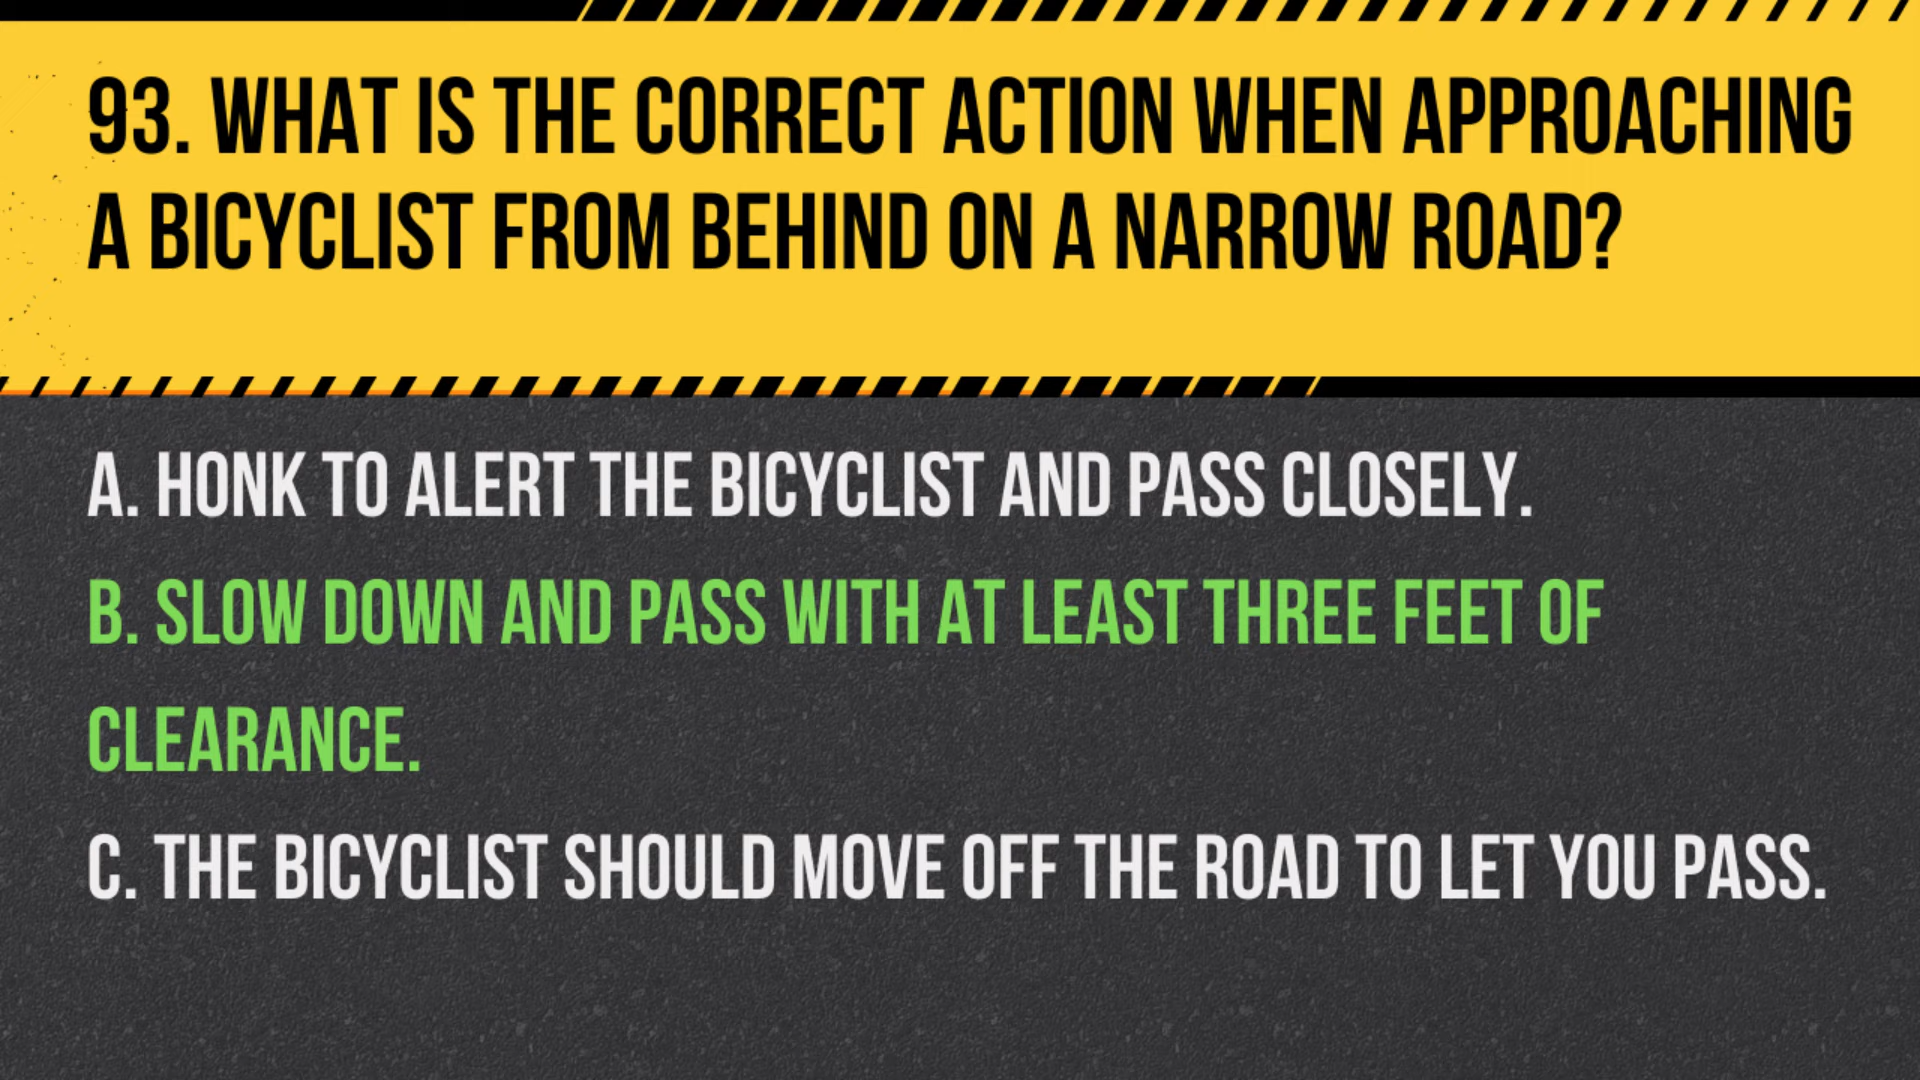 93. WHAT IS THE CORRECT ACTION WHEN APPROACHING
A BICYCLIST FROM BEHIND ON A NARROW ROAD?
A. HONK TO ALERT THE BICYCLIST AND PASS CLOSELY.
B. SLOW DOWN AND PASS WITH AT LEAST THREE FEET OF
CLEARANCE.
C. THE BICYCLIST SHOULD MOVE OFF THE ROAD TO LET YOU PASS.